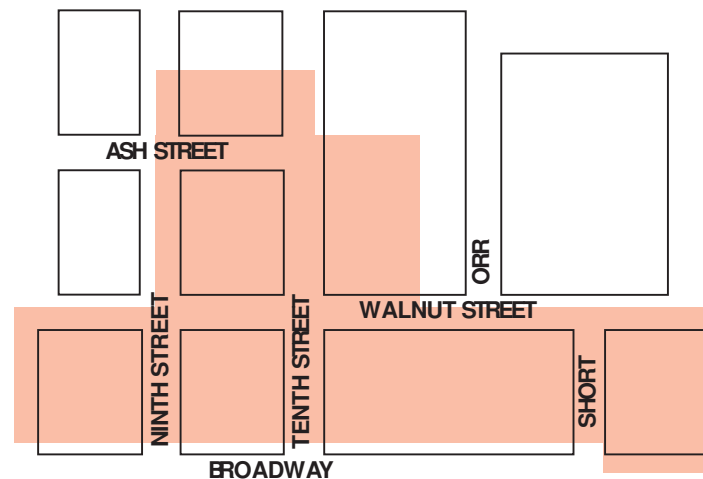 ASH STREET
ORR
WALNUT STREET
NINTH STREET
TENTH STREET
SHORT
BROADWAY